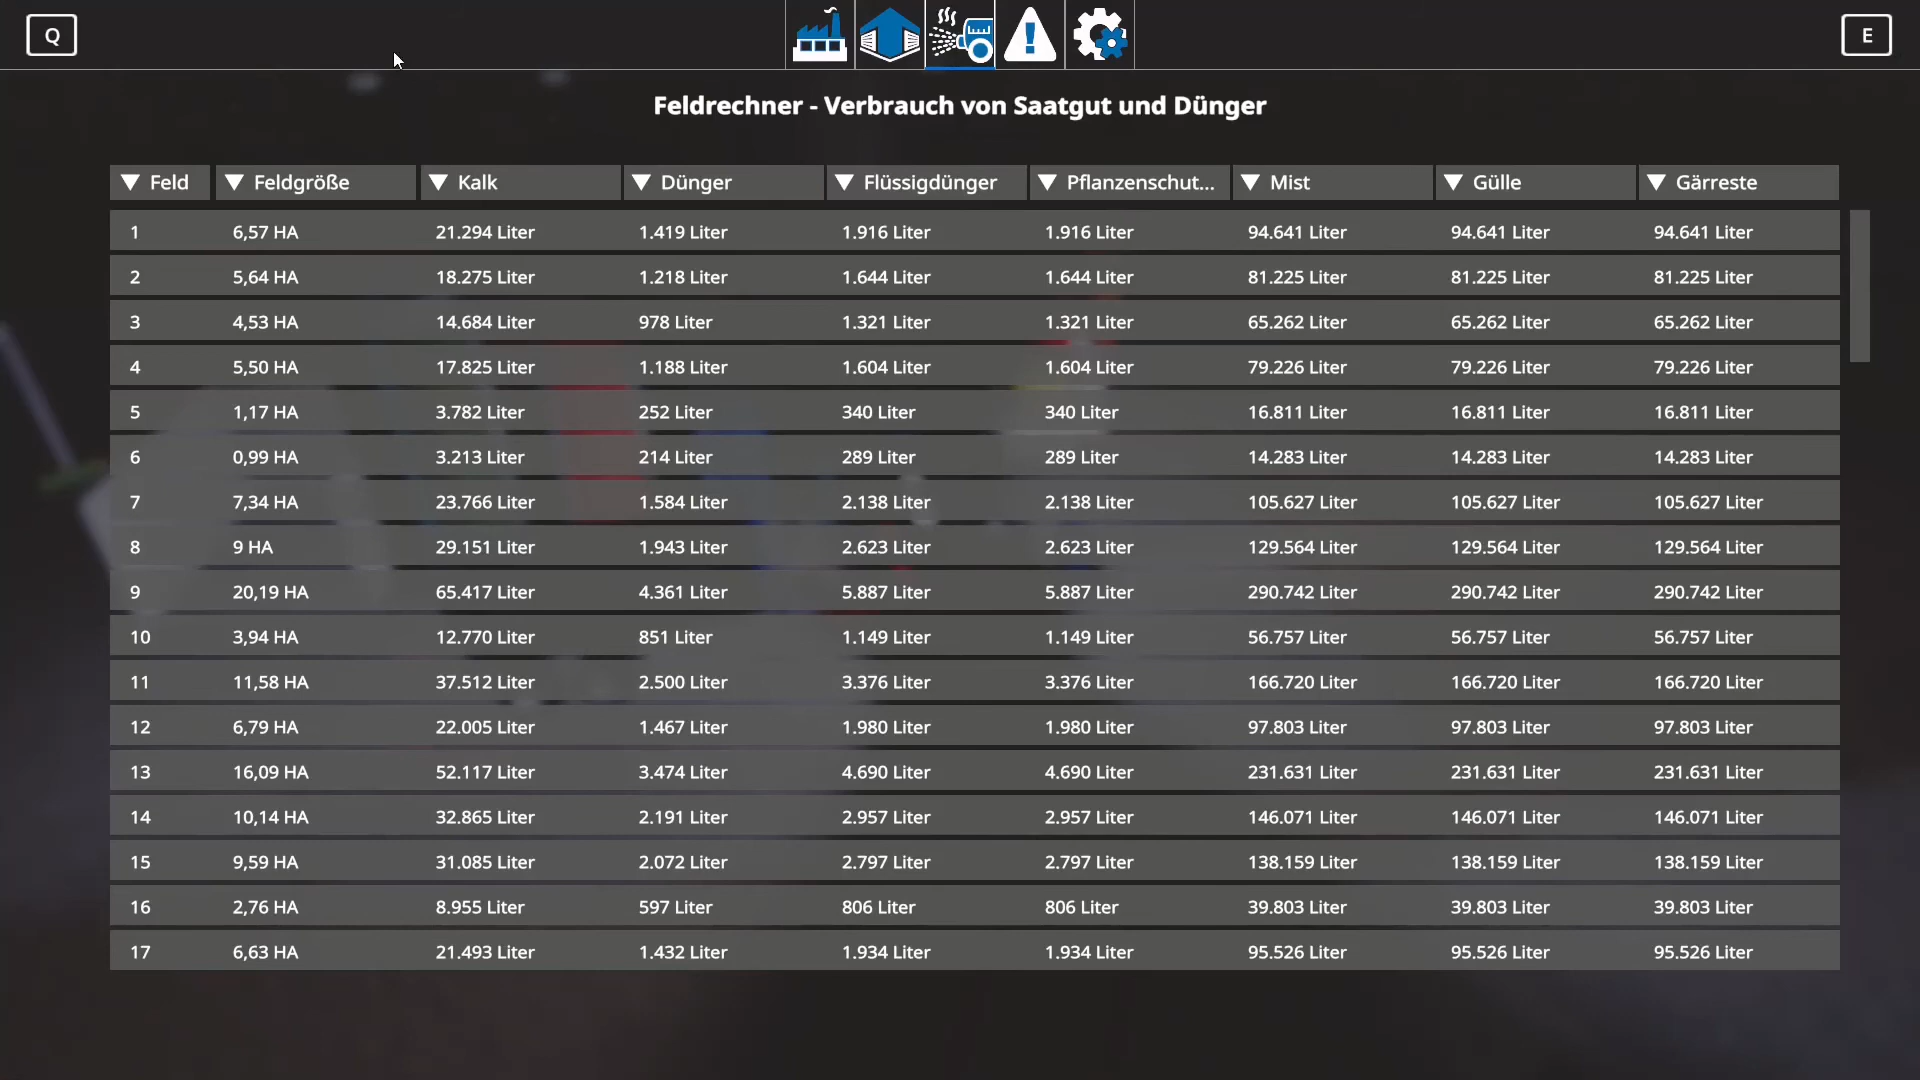 Q
E
Feldrechner - Verbrauch von Saatgut und Dünger
Feld Feldgröße Kalk Dünger Flüssigdünger Pflanzenschut... Mist Gülle Gärreste
1 6,57 HA 21.294 Liter 1.419 Liter 1.916 Liter 1.916 Liter 94.641 Liter 94.641 Liter 94.641 Liter
2 5,64 HA 18.275 Liter 1.218 Liter 1.644 Liter 1.644 Liter 81.225 Liter 81.225 Liter 81.225 Liter
3 4,53 HA 14.684 Liter 978 Liter 1.321 Liter 1.321 Liter 65.262 Liter 65.262 Liter 65.262 Liter
4 5,50 HA 17.825 Liter 1.188 Liter 1.604 Liter 1.604 Liter 79.226 Liter 79.226 Liter 79.226 Liter
5 1,17 HA 3.782 Liter 252 Liter 340 Liter 340 Liter 16.811 Liter 16.811 Liter 16.811 Liter
6 0,99 HA 3.213 Liter 214 Liter 289 Liter 289 Liter 14.283 Liter 14.283 Liter 14.283 Liter
7 7,34 HA 23.766 Liter 1.584 Liter 2.138 Liter 2.138 Liter 105.627 Liter 105.627 Liter 105.627 Liter
8 9 HA 29.151 Liter 1.943 Liter 2.623 Liter 2.623 Liter 129.564 Liter 129.564 Liter 129.564 Liter
9 20,19 HA 65.417 Liter 4.361 Liter 5.887 Liter 5.887 Liter 290.742 Liter 290.742 Liter 290.742 Liter
10 3,94 HA 12.770 Liter 851 Liter 1.149 Liter 1.149 Liter 56.757 Liter 56.757 Liter 56.757 Liter
11 11,58 HA 37.512 Liter 2.500 Liter 3.376 Liter 3.376 Liter 166.720 Liter 166.720 Liter 166.720 Liter
12 6,79 HA 22.005 Liter 1.467 Liter 1.980 Liter 1.980 Liter 97.803 Liter 97.803 Liter 97.803 Liter
13 16,09 HA 52.117 Liter 3.474 Liter 4.690 Liter 4.690 Liter 231.631 Liter 231.631 Liter 231.631 Liter
14 10,14 HA 32.865 Liter 2.191 Liter 2.957 Liter 2.957 Liter 146.071 Liter 146.071 Liter 146.071 Liter
15 9,59 HA 31.085 Liter 2.072 Liter 2.797 Liter 2.797 Liter 138.159 Liter 138.159 Liter 138.159 Liter
16 2,76 HA 8.955 Liter 597 Liter 806 Liter 806 Liter 39.803 Liter 39.803 Liter 39.803 Liter
17 6,63 HA 21.493 Liter 1.432 Liter 1.934 Liter 1.934 Liter 95.526 Liter 95.526 Liter 95.526 Liter